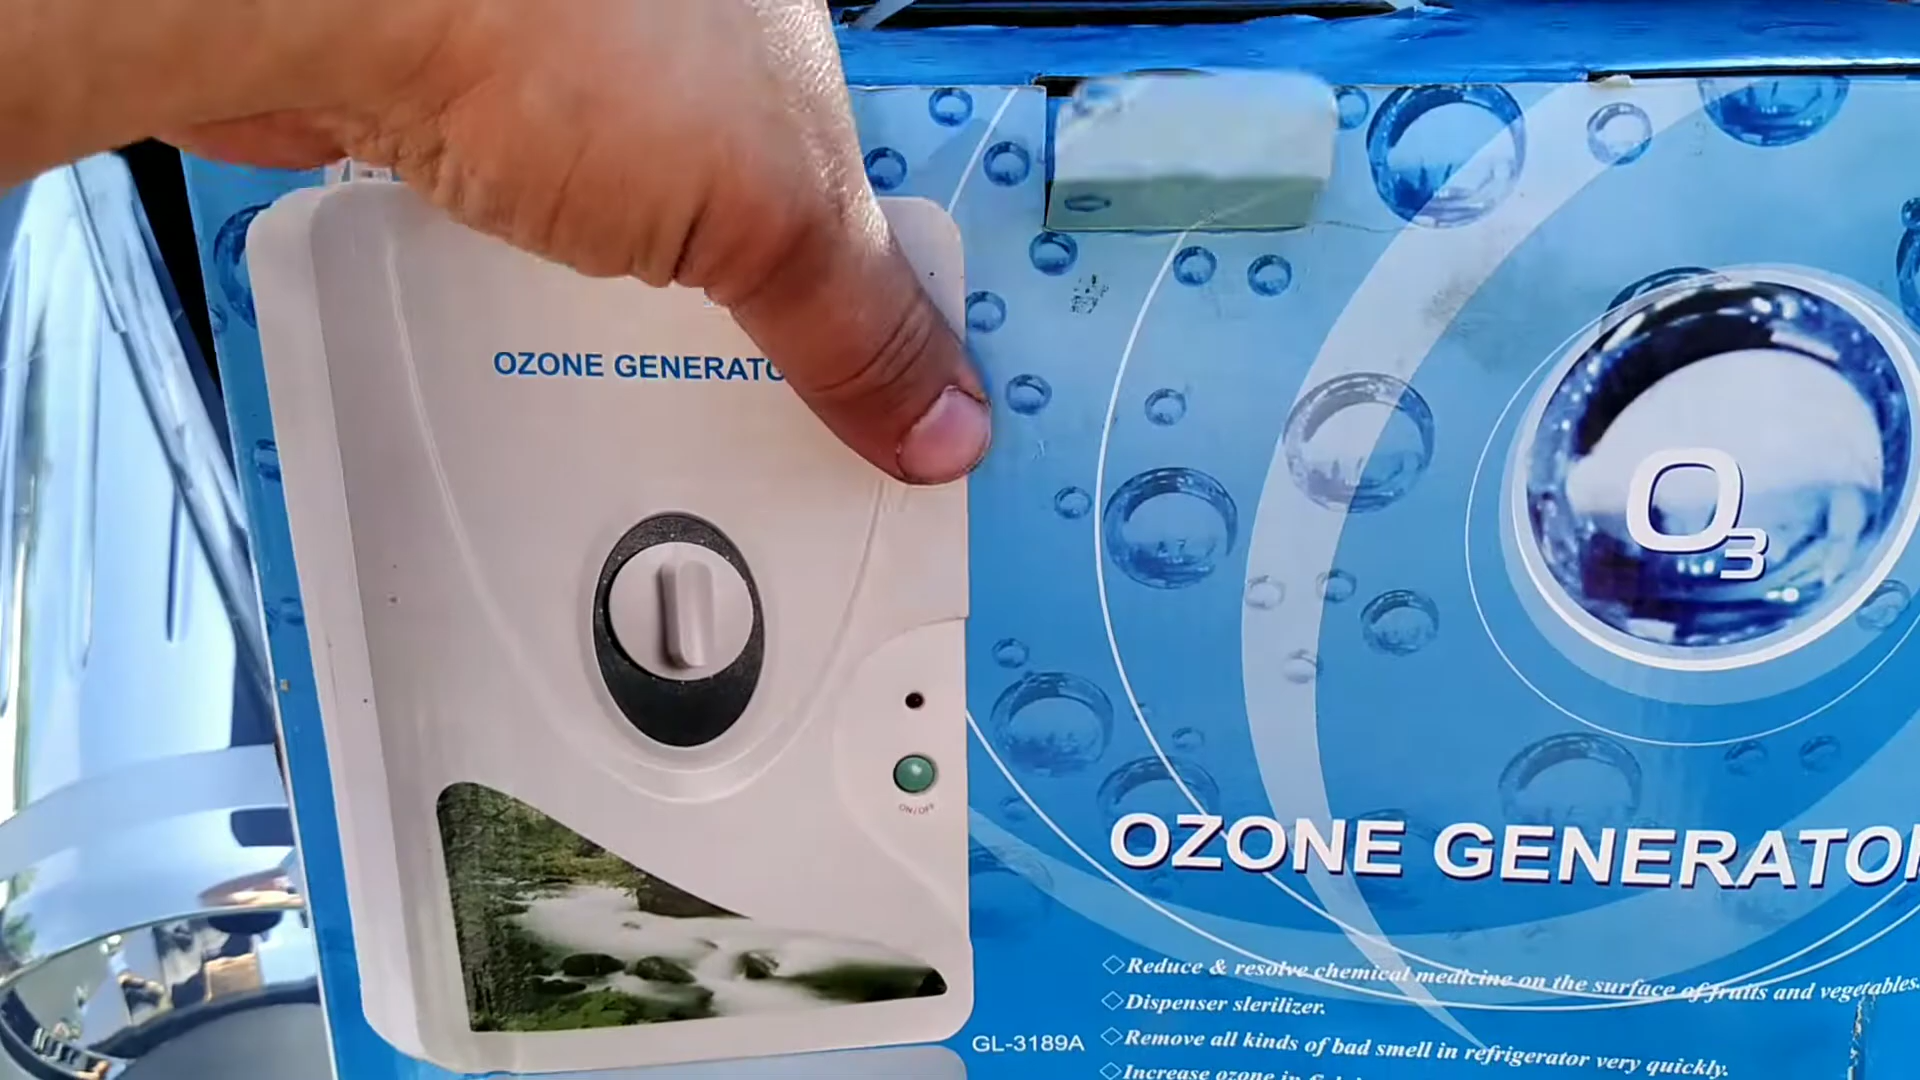 OZONE GENERATO
O3
ON/OFF
OZONE GENERATOR
Reduce & resolve chemical medicine on the surface of fruits and vegetables.
Dispenser slerilizer.
GL-3189A
Remove all kinds of bad smell in refrigerator very quickly.
Increase ozone in